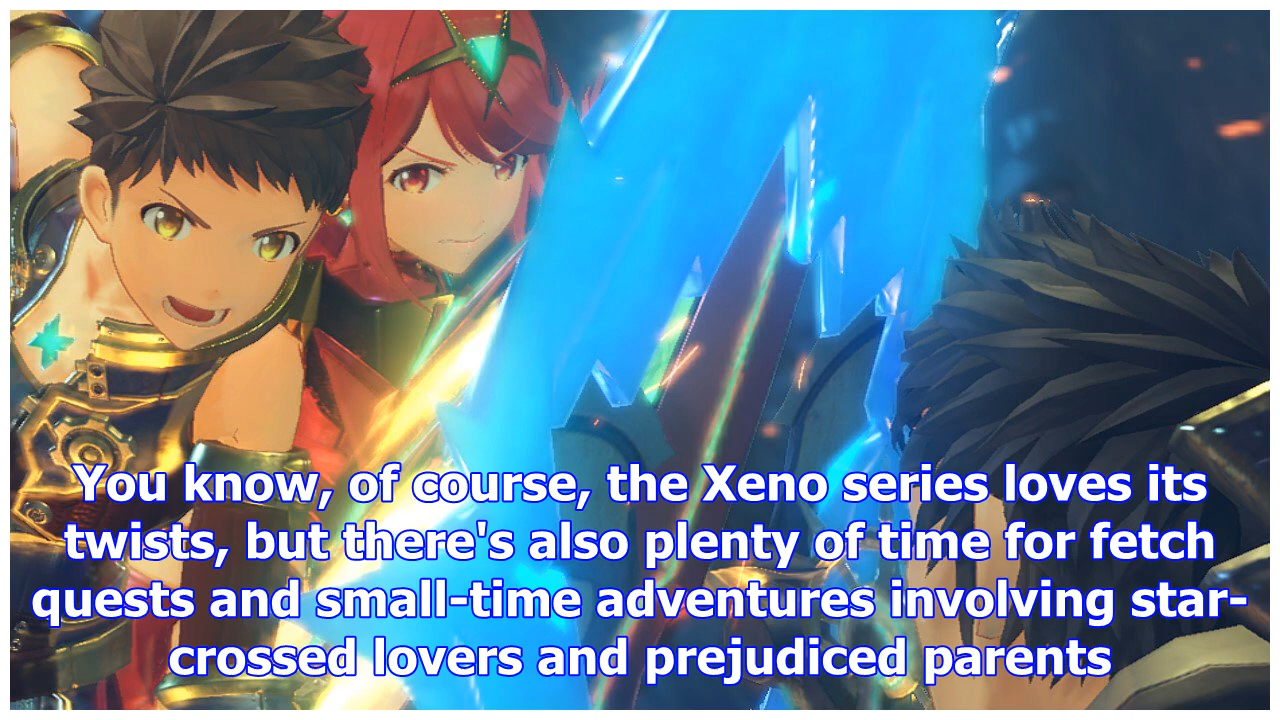 You know, of course, the Xeno series loves its
twists, but there's also plenty of time for fetch
quests and small-time adventures involving star-
crossed lovers and prejudiced parents